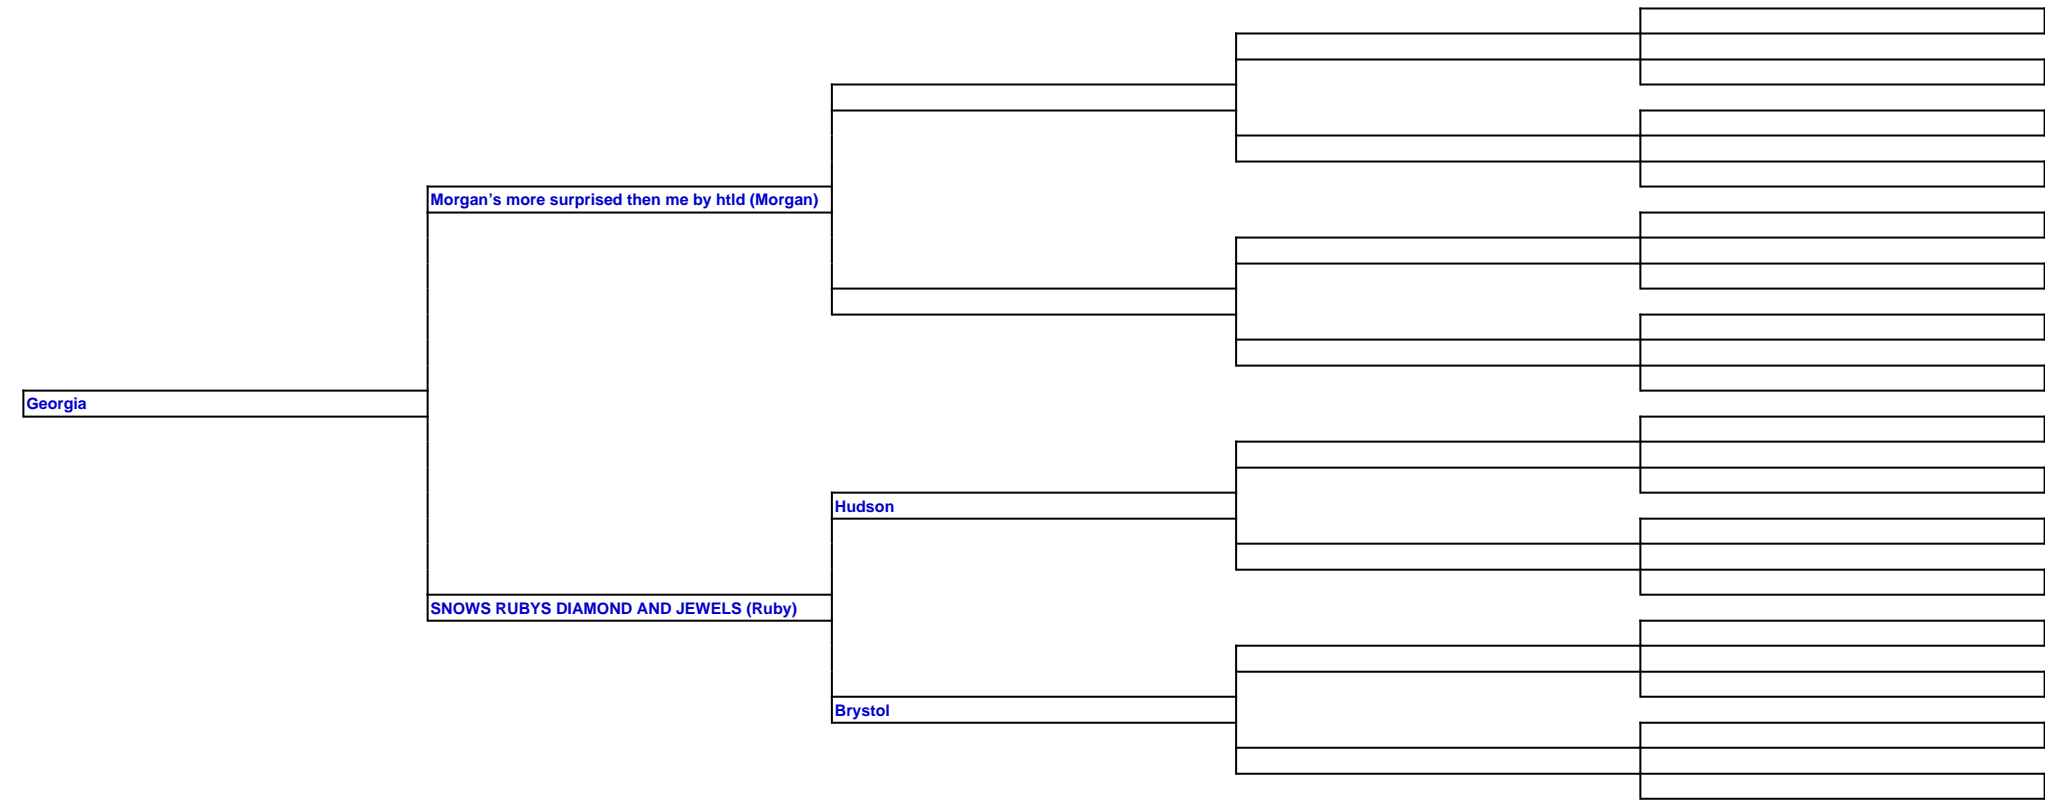 Morgan’s more surprised then me by htld (Morgan)
Georgia
Hudson
SNOWS RUBYS DIAMOND AND JEWELS (Ruby)
Brystol